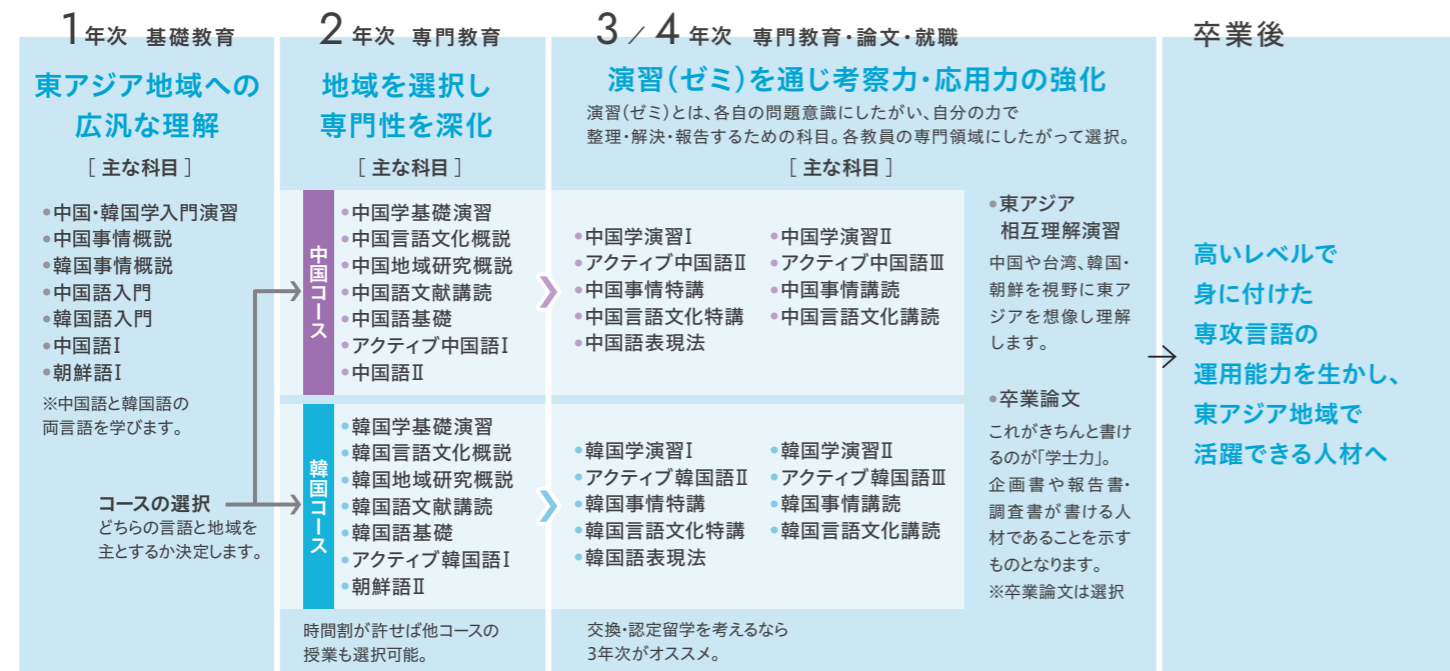 1年次 基礎教育
東アジア地域への
広汎な理解
[ 主な科目 ]
•中国・韓国学入門演習
•中国事情概説
•韓国事情概説
•中国語入門
•韓国語入門
•中国語Ⅰ
•朝鮮語Ⅰ
※中国語と韓国語の
両言語を学びます。
コースの選択
どちらの言語と地域を
主とするか決定します。
2年次 専門教育
地域を選択し
専門性を深化
[ 主な科目 ]
中国コース
•中国学基礎演習
•中国言語文化概説
•中国地域研究概説
•中国語文献講読
•中国語基礎
•アクティブ中国語Ⅰ
•中国語Ⅱ
韓国コース
•韓国学基礎演習
•韓国言語文化概説
•韓国地域研究概説
•韓国語文献講読
•韓国語基礎
•アクティブ韓国語Ⅰ
•朝鮮語Ⅱ
時間割が許せば他コースの
授業も選択可能。
3/4年次 専門教育・論文・就職
演習(ゼミ)を通じ考察力・応用力の強化
演習(ゼミ)とは、各自の問題意識にしたがい、自分の力で
整理・解決・報告するための科目。各教員の専門領域にしたがって選択。
[ 主な科目 ]
•中国学演習Ⅰ
•アクティブ中国語Ⅱ
•中国事情特講
•中国言語文化特講
•中国語表現法
•中国学演習Ⅱ
•アクティブ中国語Ⅲ
•中国事情講読
•中国言語文化講読
•韓国学演習Ⅰ
•アクティブ韓国語Ⅱ
•韓国事情特講
•韓国言語文化特講
•韓国語表現法
•韓国学演習Ⅱ
•アクティブ韓国語Ⅲ
•韓国事情講読
•韓国言語文化講読
•東アジア
相互理解演習
中国や台湾、韓国・
朝鮮を視野に東ア
ジアを想像し理解
します。
•卒業論文
これがきちんと書け
るのが「学士力」。
企画書や報告書・
調査書が書ける人
材であることを示す
ものとなります。
※卒業論文は選択
交換・認定留学を考えるなら
3年次がオススメ。
卒業後
高いレベルで
身に付けた
専攻言語の
運用能力を生かし、
東アジア地域で
活躍できる人材へ